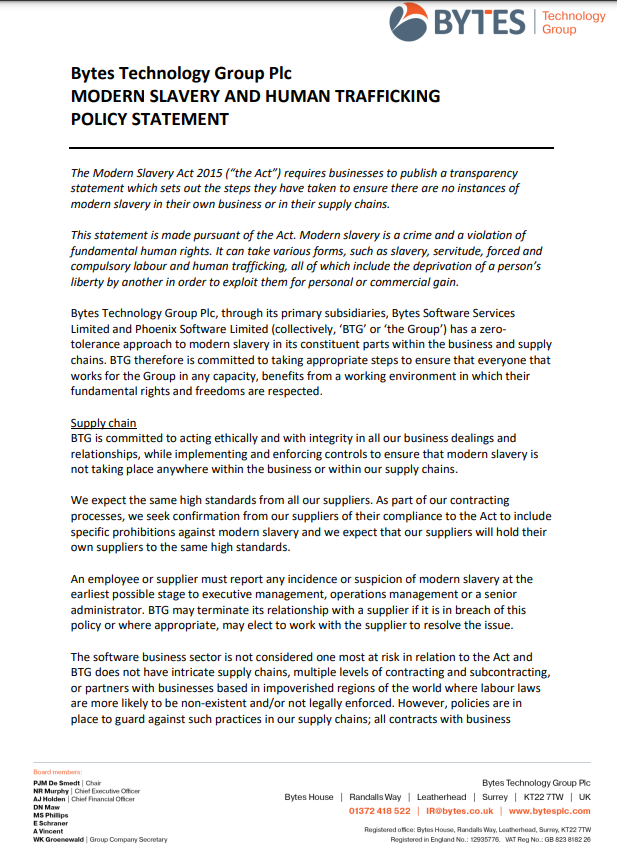 BYTES Technology
Group
Bytes Technology Group Plc
MODERN SLAVERY AND HUMAN TRAFFICKING
POLICY STATEMENT
The Modern Slavery Act 2015 (“the Act”) requires businesses to publish a transparency
statement which sets out the steps they have taken to ensure there are no instances of
modern slavery in their own business or in their supply chains.
This statement is made pursuant of the Act. Modern slavery is a crime and a violation of
fundamental human rights. It can take various forms, such as slavery, servitude, forced and
compulsory labour and human trafficking, all of which include the deprivation of a person’s
liberty by another in order to exploit them for personal or commercial gain.
Bytes Technology Group Plc, through its primary subsidiaries, Bytes Software Services
Limited and Phoenix Software Limited (collectively, ‘BTG’ or ‘the Group’) has a zero-
tolerance approach to modern slavery in its constituent parts within the business and supply
chains. BTG therefore is committed to taking appropriate steps to ensure that everyone that
works for the Group in any capacity, benefits from a working environment in which their
fundamental rights and freedoms are respected.
Supply chain
BTG is committed to acting ethically and with integrity in all our business dealings and
relationships, while implementing and enforcing controls to ensure that modern slavery is
not taking place anywhere within the business or within our supply chains.
We expect the same high standards from all our suppliers. As part of our contracting
processes, we seek confirmation from our suppliers of their compliance to the Act to include
specific prohibitions against modern slavery and we expect that our suppliers will hold their
own suppliers to the same high standards.
An employee or supplier must report any incidence or suspicion of modern slavery at the
earliest possible stage to executive management, operations management or a senior
administrator. BTG may terminate its relationship with a supplier if it is in breach of this
policy or where appropriate, may elect to work with the supplier to resolve the issue.
The software business sector is not considered one most at risk in relation to the Act and
BTG does not have intricate supply chains, multiple levels of contracting and subcontracting,
or partners with businesses based in impoverished regions of the world where labour laws
are more likely to be non-existent and/or not legally enforced. However, policies are in
place to guard against such practices in our supply chains; all contracts with business
Board members:
PJM De Smedt | Chair
NR Murphy | Chief Executive Officer
AJ Holden | Chief Financial Officer
DN Maw
MS Phillips
E Schraner
A Vincent
WK Groenewald | Group Company Secretary
Bytes Technology Group Plc
Bytes House | Randalls Way | Leatherhead | Surrey | KT22 7TW | UK
01372 418 522 | IR@bytes.co.uk | www.bytesplc.com
Registered office: Bytes House, Randalls Way, Leatherhead, Surrey, KT22 7TW
Registered in England No.: 12935776. VAT Reg No.: GB 823 8182 26